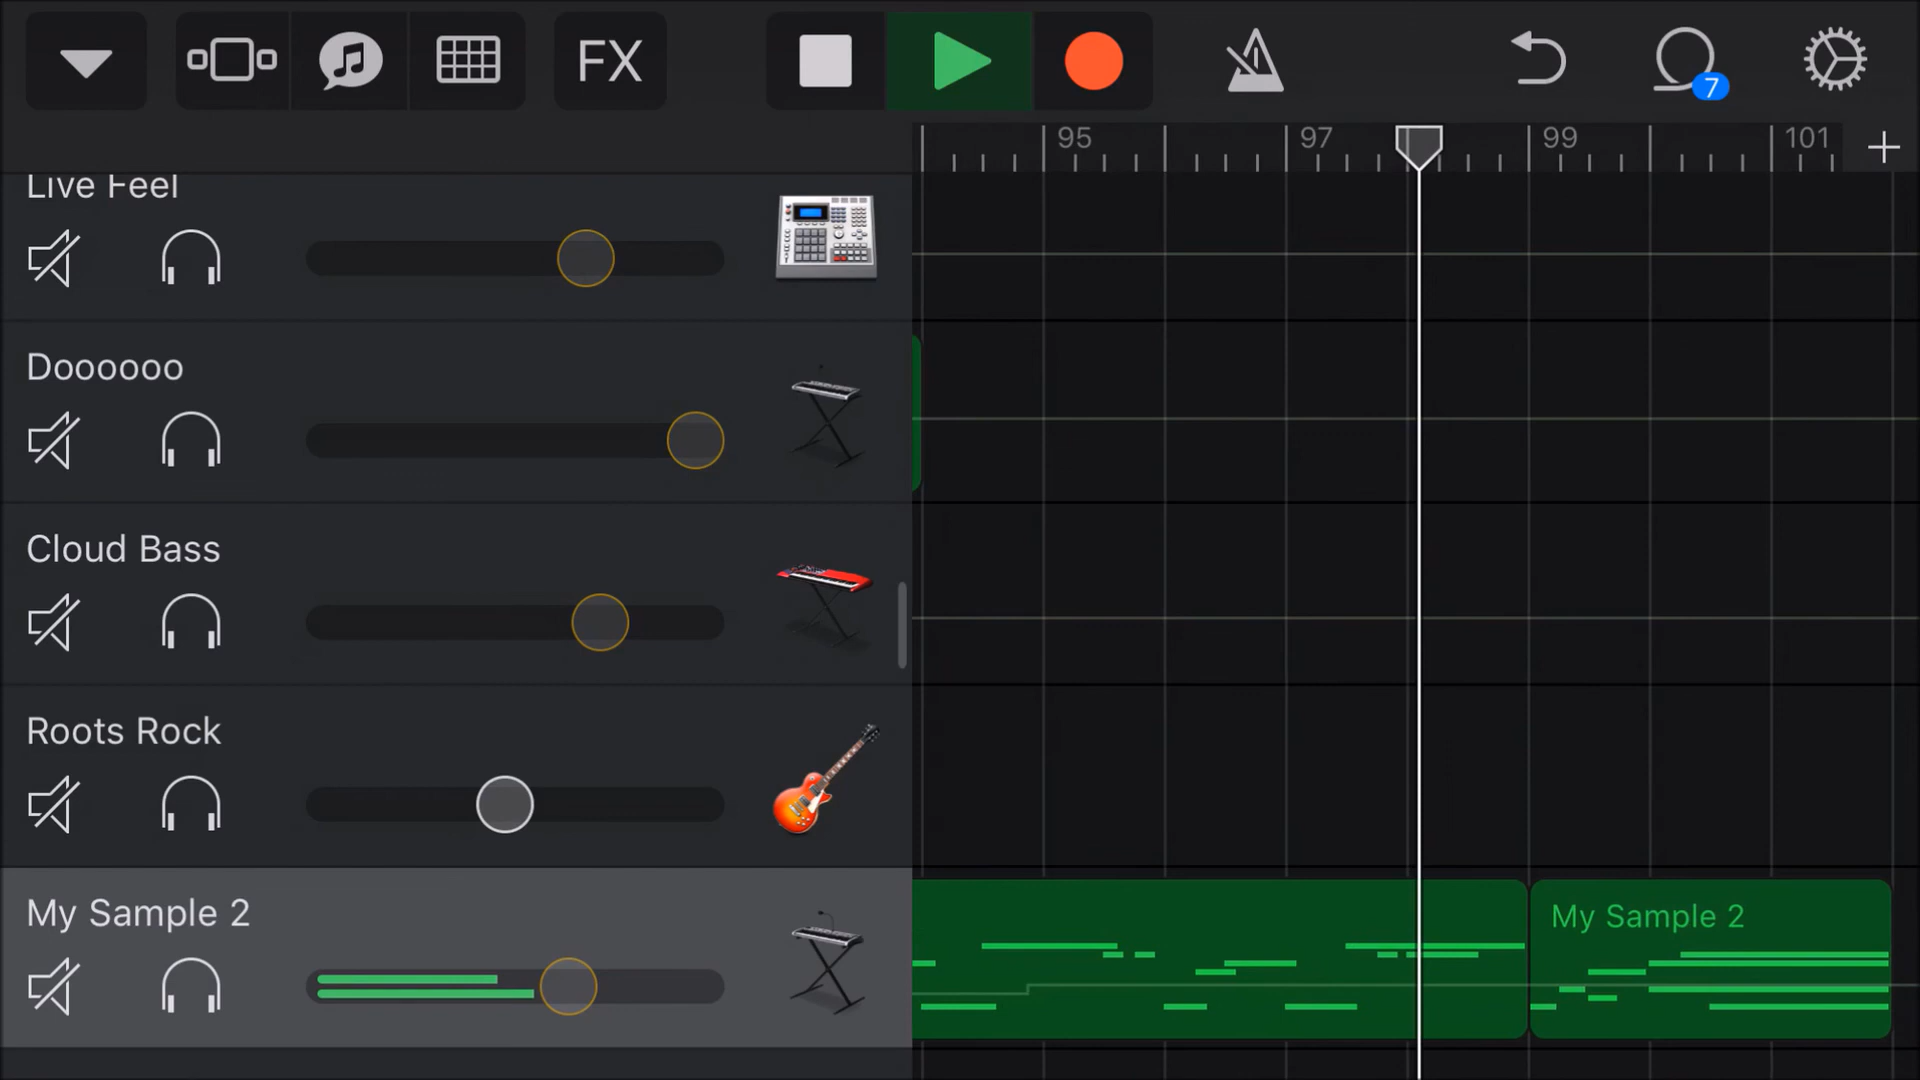 FX
7
95
97
99
101
Live Feel
Doooooo
Cloud Bass
Roots Rock
My Sample 2
My Sample 2